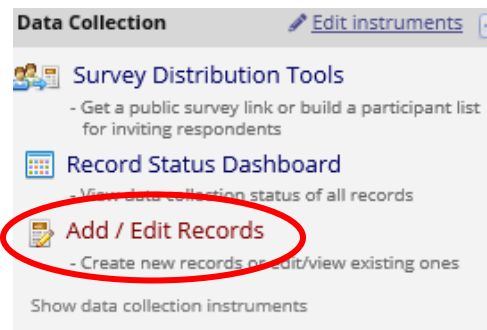 Data Collection Edit instruments
Survey Distribution Tools
- Get a public survey link or build a participant list
for inviting respondents
Record Status Dashboard
- View data collection status of all records
Add / Edit Records
- Create new records or edit/view existing ones
Show data collection instruments